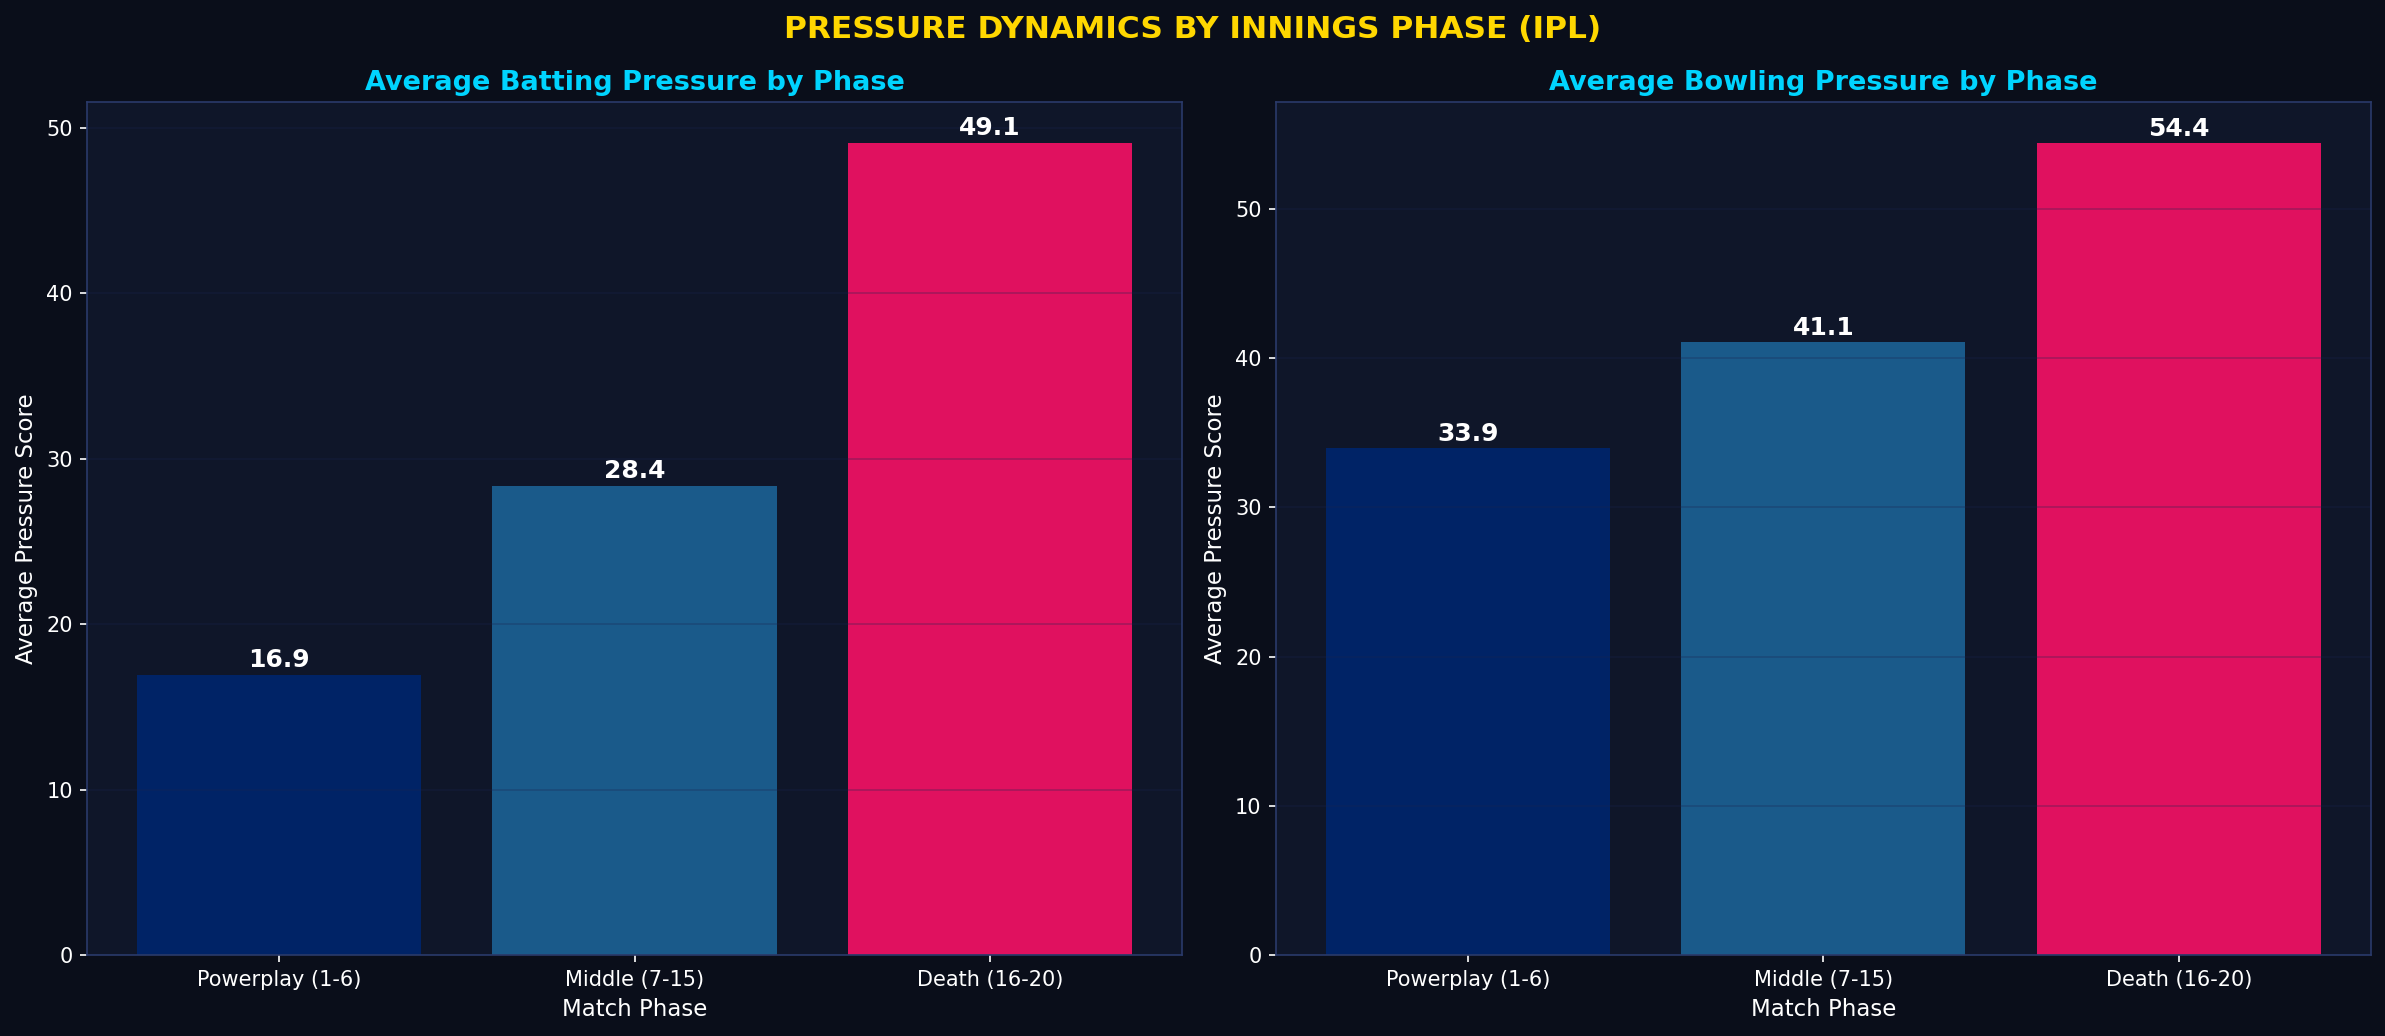 PRESSURE DYNAMICS BY INNINGS PHASE (IPL)
Average Batting Pressure by Phase
Average Pressure Score
50
40
30
20
10
0
49.1
28.4
16.9
Powerplay (1-6)
Middle (7-15)
Death (16-20)
Match Phase
Average Bowling Pressure by Phase
Average Pressure Score
50
40
30
20
10
0
54.4
41.1
33.9
Powerplay (1-6)
Middle (7-15)
Death (16-20)
Match Phase